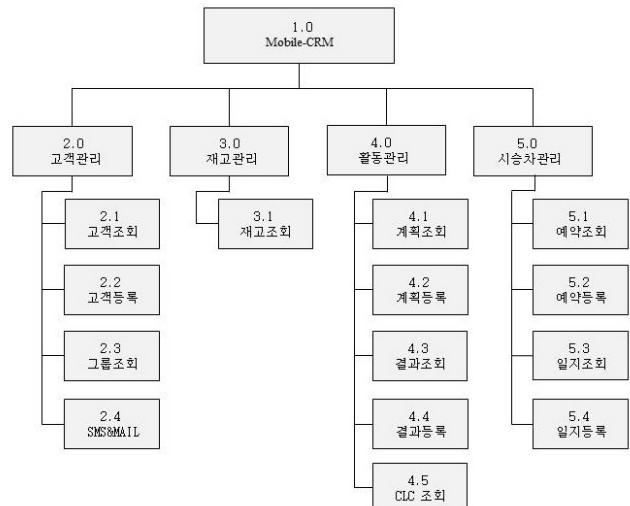 1.0
Mobile-CRM
2.0
고객관리
3.0
재고관리
4.0
활동관리
5.0
시승차관리
2.1
고객조회
2.2
고객등록
2.3
그룹조회
2.4
SMS&MAIL
3.1
재고조회
4.1
계획조회
4.2
계획등록
4.3
결과조회
4.4
결과등록
4.5
CLC 조회
5.1
예약조회
5.2
예약등록
5.3
일지조회
5.4
일지등록